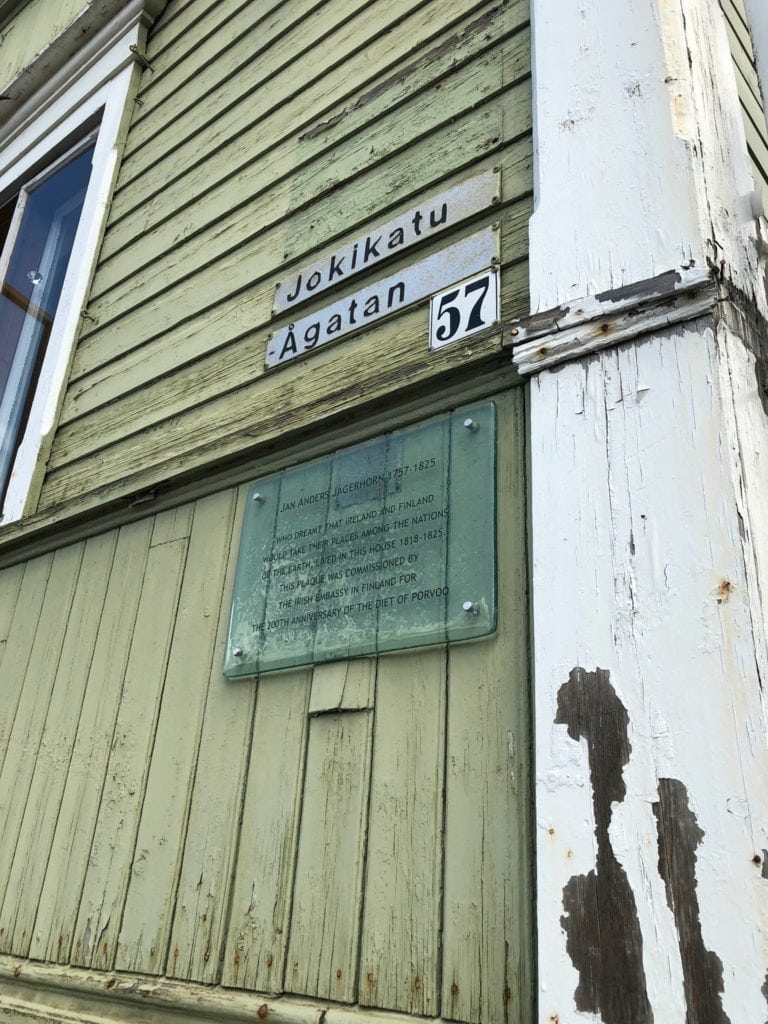 Jokikatu
-Ågatan
57
JAN ANDERS JÄGERHORN 1757-1825
WHO DREAMT THAT IRELAND AND FINLAND
WOULD TAKE THEIR PLACES AMONG THE NATIONS
OF THE EARTH, LIVED IN THIS HOUSE 1818-1825.
THIS PLAQUE WAS COMMISSIONED BY
THE IRISH EMBASSY IN FINLAND FOR
THE 200TH ANNIVERSARY OF THE DIET OF PORVOO